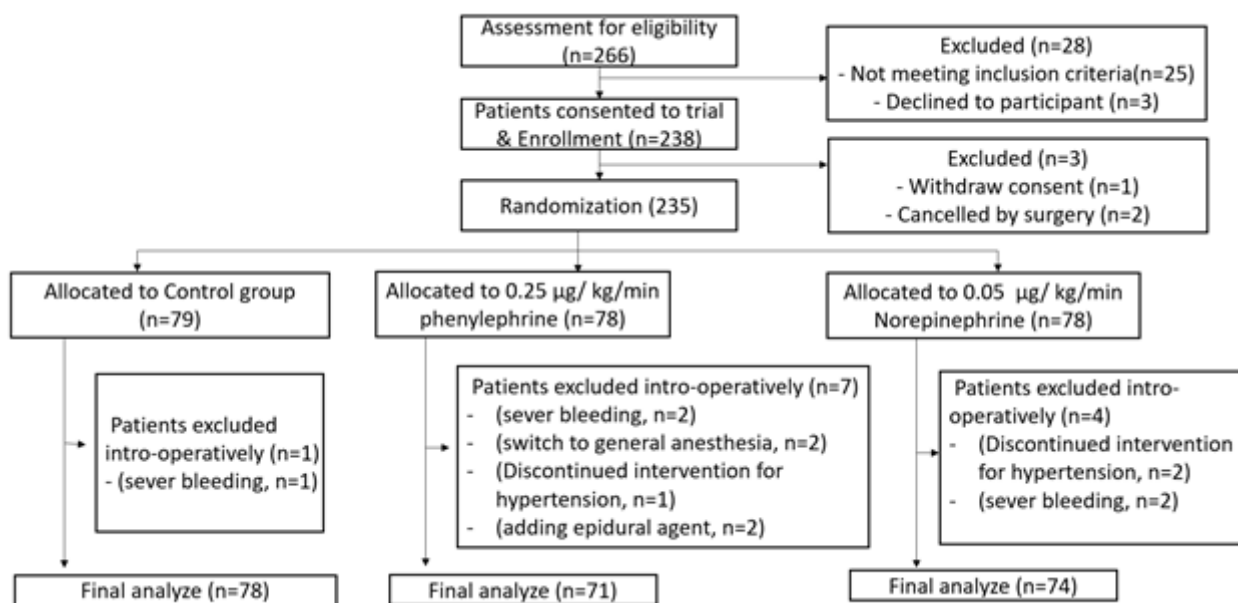 Assessment for eligibility
(n=266)
Excluded (n=28)
- Not meeting inclusion criteria(n=25)
- Declined to participant (n=3)
Patients consented to trial
& Enrollment (n=238)
Excluded (n=3)
- Withdraw consent (n=1)
- Cancelled by surgery (n=2)
Randomization (235)
Allocated to Control group
(n=79)
Allocated to 0.25 μg/ kg/min
phenylephrine (n=78)
Allocated to 0.05 μg/ kg/min
Norepinephrine (n=78)
Patients excluded
intro-operatively (n=1)
- (sever bleeding, n=1)
Patients excluded intro-operatively (n=7)
- (sever bleeding, n=2)
- (switch to general anesthesia, n=2)
- (Discontinued intervention for
hypertension, n=1)
- (adding epidural agent, n=2)
Patients excluded intro-
operatively (n=4)
- (Discontinued intervention
for hypertension, n=2)
- (sever bleeding, n=2)
Final analyze (n=78)
Final analyze (n=71)
Final analyze (n=74)